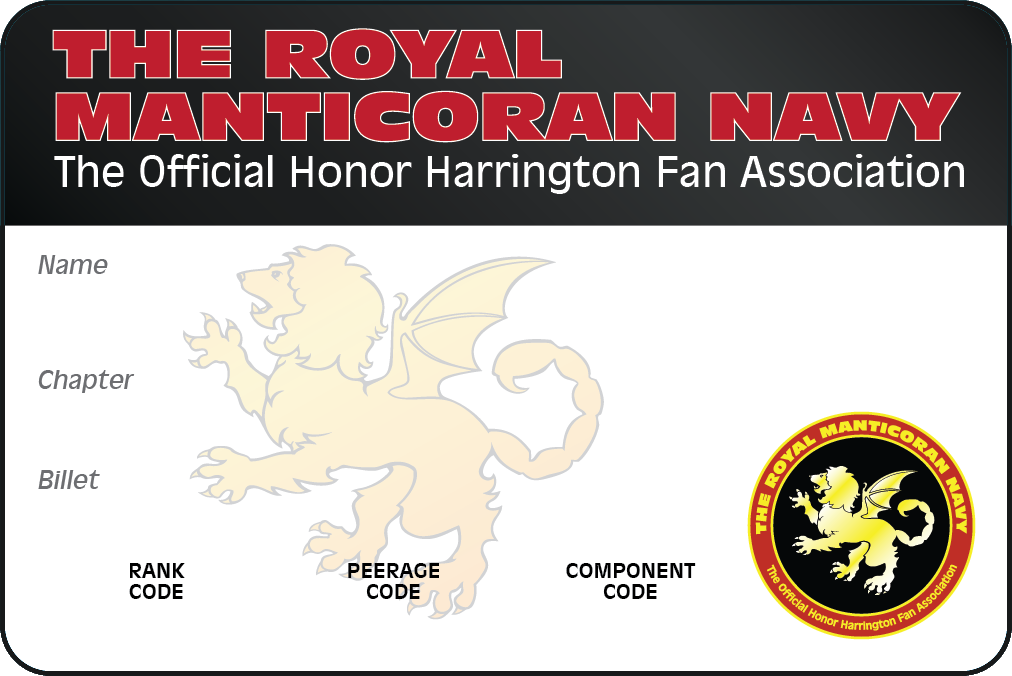 THE ROYAL
MANTICORAN NAVY
The Official Honor Harrington Fan Association
Name
Chapter
Billet
RANK
CODE
PEERAGE
CODE
COMPONENT
CODE
THE ROYAL MANTICORAN NAVY
The Official Honor Harrington Fan Association